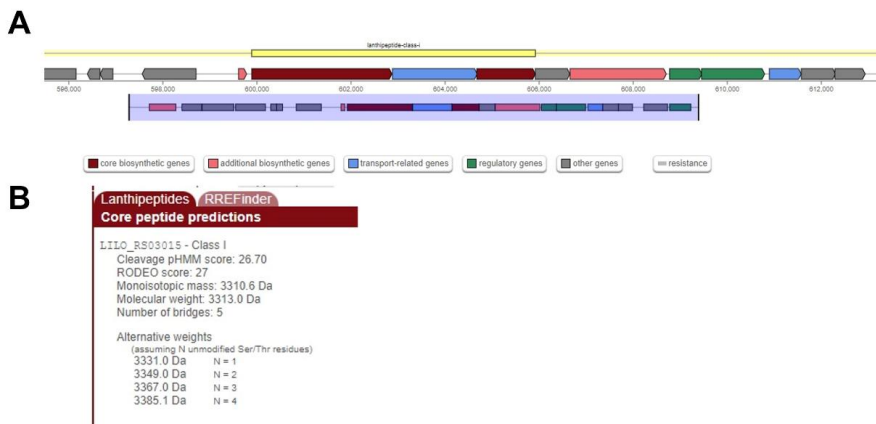 A
lanthipeptide-class-i
596,000 598,000 600,000 602,000 604,000 606,000 608,000 610,000 612,000
core biosynthetic genes additional biosynthetic genes transport-related genes regulatory genes other genes resistance
B
Lanthipeptides RREFinder
Core peptide predictions
LILO_RS03015 - Class I
Cleavage pHMM score: 26.70
RODEO score: 27
Monoisotopic mass: 3310.6 Da
Molecular weight: 3313.0 Da
Number of bridges: 5
Alternative weights
(assuming N unmodified Ser/Thr residues)
3331.0 Da N = 1
3349.0 Da N = 2
3367.0 Da N = 3
3385.1 Da N = 4